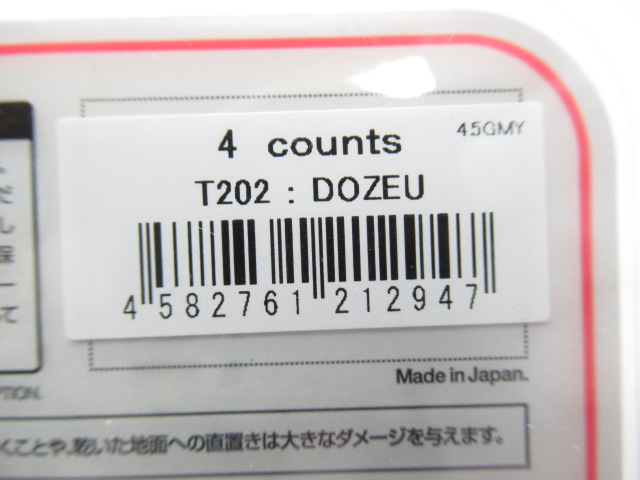 4 counts
45GMY
T202 : DOZEU
4 582761 212947
Made in Japan.
PTION.
くことや、乾いた地面への直置きは大きなダメージを与えます。